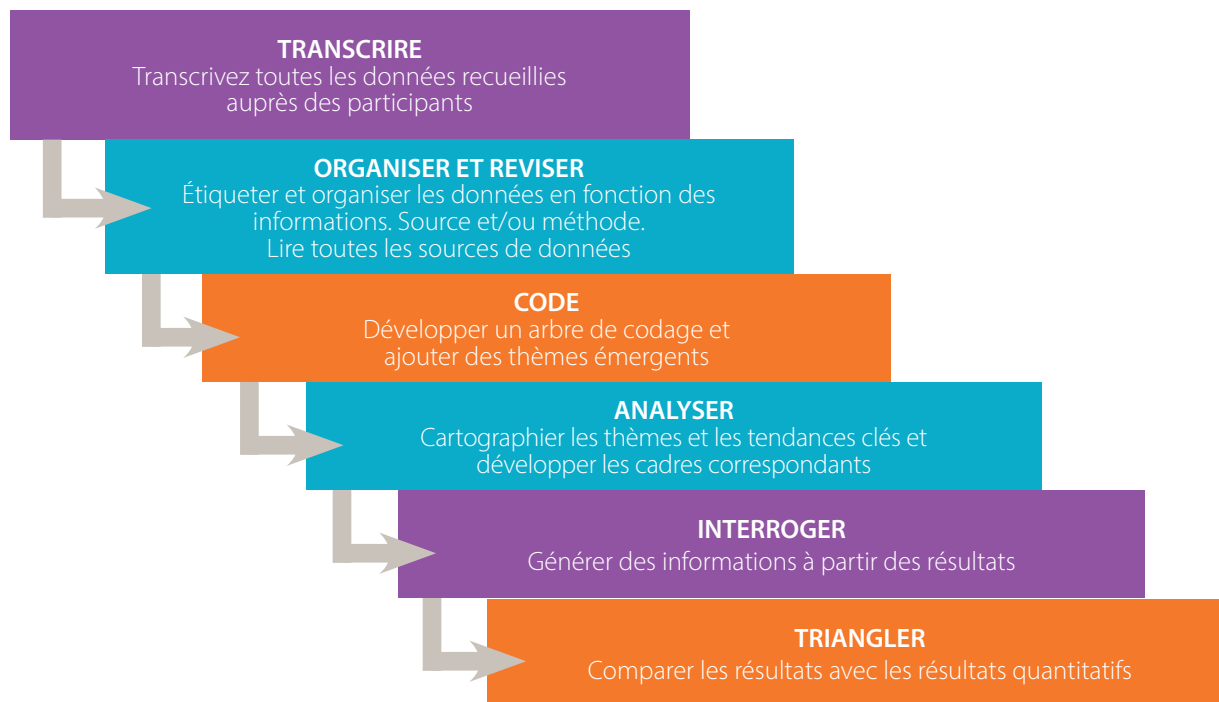 TRANSCRIRE
Transcrivez toutes les données recueillies
auprès des participants
ORGANISER ET REVISER
Étiqueter et organiser les données en fonction des
informations. Source et/ou méthode.
Lire toutes les sources de données
CODE
Développer un arbre de codage et
ajouter des thèmes émergents
ANALYSER
Cartographier les thèmes et les tendances clés et
développer les cadres correspondants
INTERROGER
Générer des informations à partir des résultats
TRIANGLER
Comparer les résultats avec les résultats quantitatifs